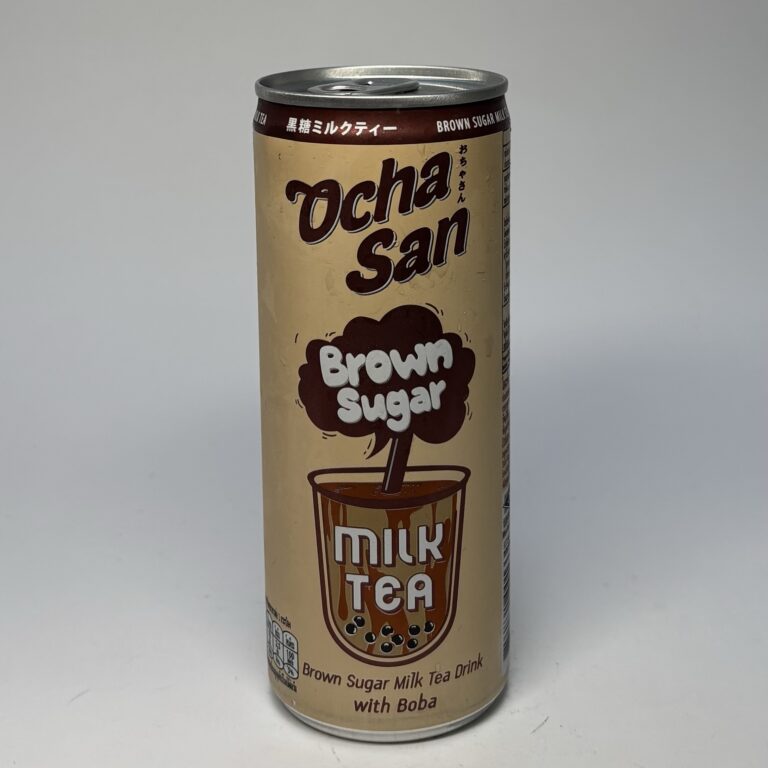 黒糖ミルクティー
BROWN SUGAR MILK
Ocha
San
おちゃさん
Brown
Sugar
MILK
TEA
Brown Sugar Milk Tea Drink
with Boba